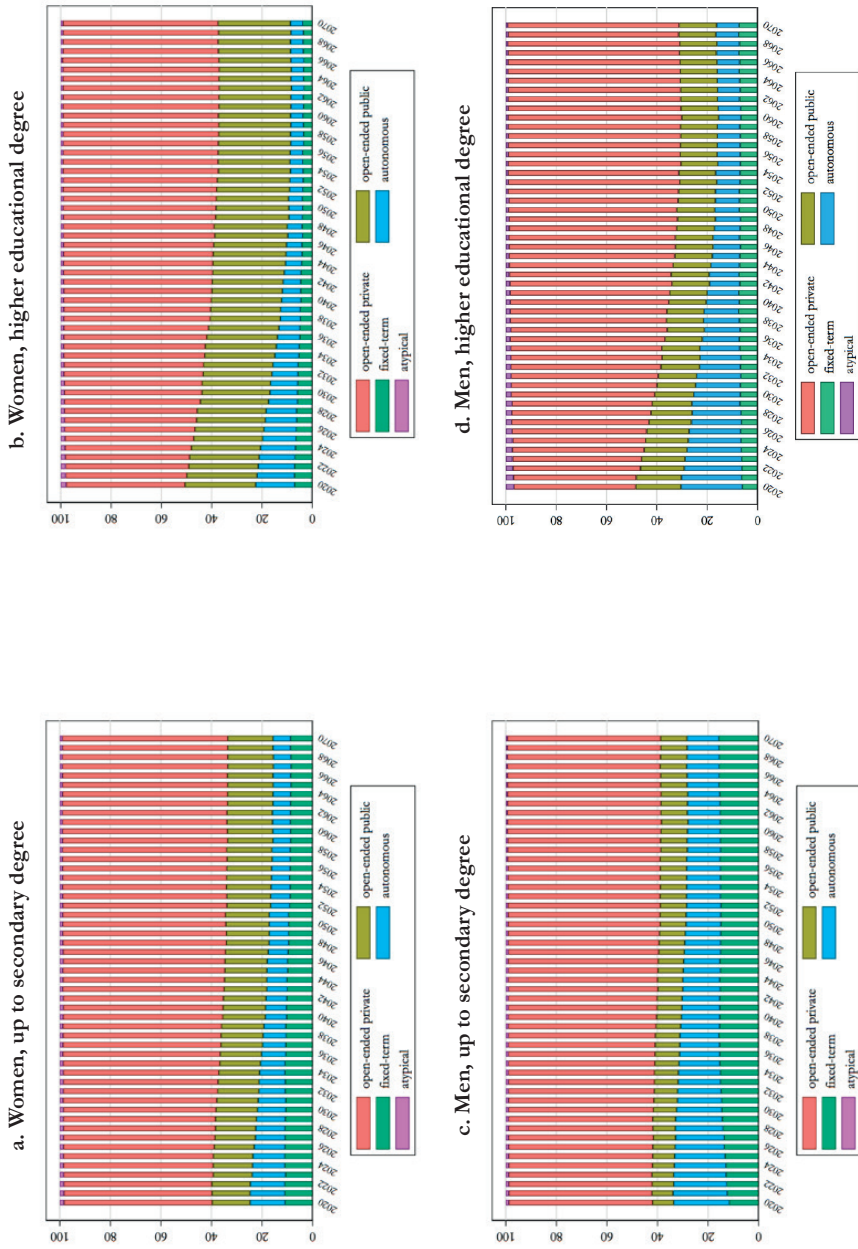 a. Women, up to secondary degree
100
80
60
40
20
0
2020 2022 2024 2026 2028 2030 2032 2034 2036 2038 2040 2042 2044 2046 2048 2050 2052 2054 2056 2058 2060 2062 2064 2066 2068 2070
open-ended private open-ended public
fixed-term autonomous
atypical
b. Women, higher educational degree
100
80
60
40
20
0
2020 2022 2024 2026 2028 2030 2032 2034 2036 2038 2040 2042 2044 2046 2048 2050 2052 2054 2056 2058 2060 2062 2064 2066 2068 2070
open-ended private open-ended public
fixed-term autonomous
atypical
c. Men, up to secondary degree
100
80
60
40
20
0
2020 2022 2024 2026 2028 2030 2032 2034 2036 2038 2040 2042 2044 2046 2048 2050 2052 2054 2056 2058 2060 2062 2064 2066 2068 2070
open-ended private open-ended public
fixed-term autonomous
atypical
d. Men, higher educational degree
100
80
60
40
20
0
2020 2022 2024 2026 2028 2030 2032 2034 2036 2038 2040 2042 2044 2046 2048 2050 2052 2054 2056 2058 2060 2062 2064 2066 2068 2070
open-ended private open-ended public
fixed-term autonomous
atypical